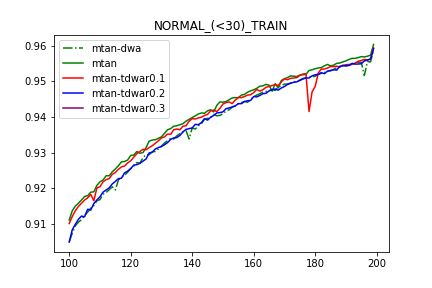 NORMAL_(<30)_TRAIN
mtan-dwa
mtan
mtan-tdwar0.1
mtan-tdwar0.2
mtan-tdwar0.3
0.96
0.95
0.94
0.93
0.92
0.91
100 120 140 160 180 200